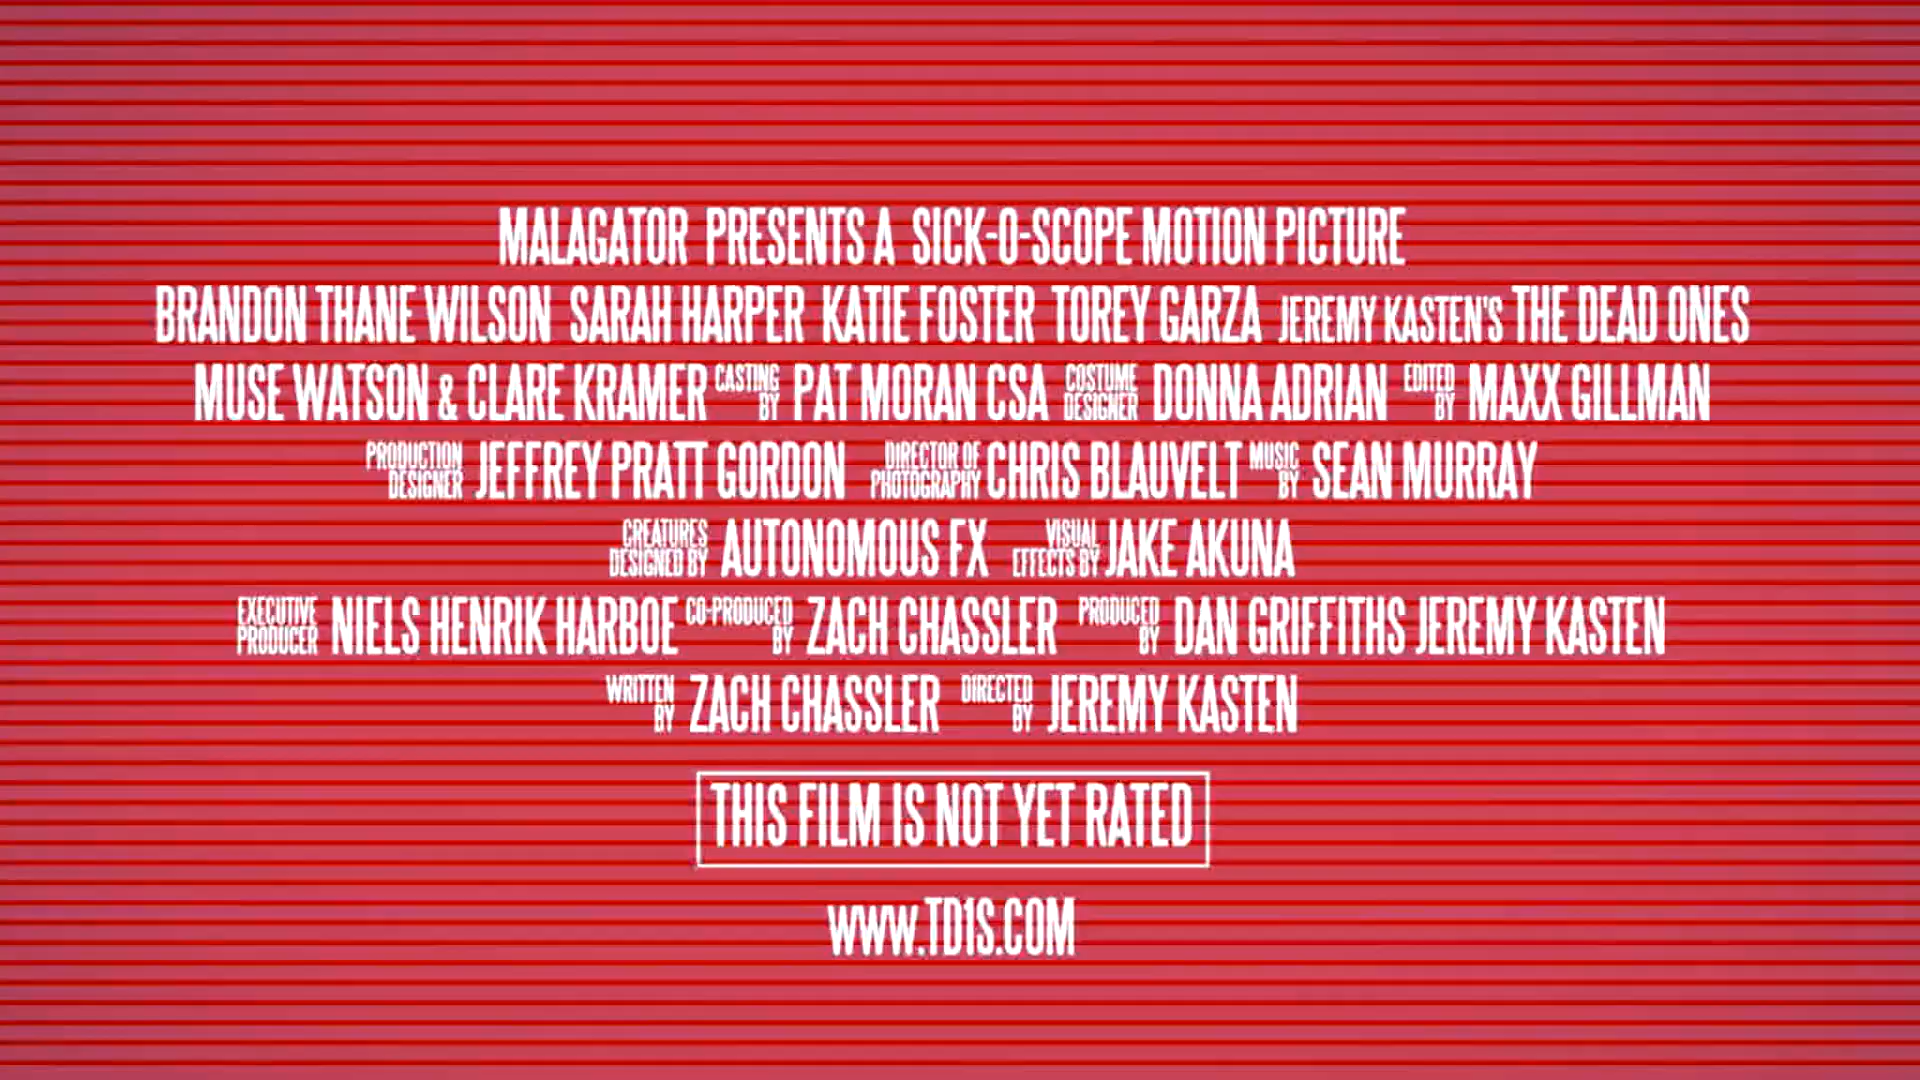 MALAGATOR PRESENTS A SICK-O-SCOPE MOTION PICTURE
BRANDON THANE WILSON SARAH HARPER KATIE FOSTER TOREY GARZA JEREMY KASTEN'S THE DEAD ONES
MUSE WATSON & CLARE KRAMER CASTING BY PAT MORAN CSA COSTUME DESIGNER DONNA ADRIAN EDITED BY MAXX GILLMAN
PRODUCTION DESIGNER JEFFREY PRATT GORDON DIRECTOR OF PHOTOGRAPHY CHRIS BLAUVELT MUSIC BY SEAN MURRAY
CREATURES DESIGNED BY AUTONOMOUS FX VISUAL EFFECTS BY JAKE AKUNA
EXECUTIVE PRODUCER NIELS HENRIK HARBOE CO-PRODUCED BY ZACH CHASSLER PRODUCED BY DAN GRIFFITHS JEREMY KASTEN
WRITTEN BY ZACH CHASSLER DIRECTED BY JEREMY KASTEN
THIS FILM IS NOT YET RATED
WWW.TD1S.COM